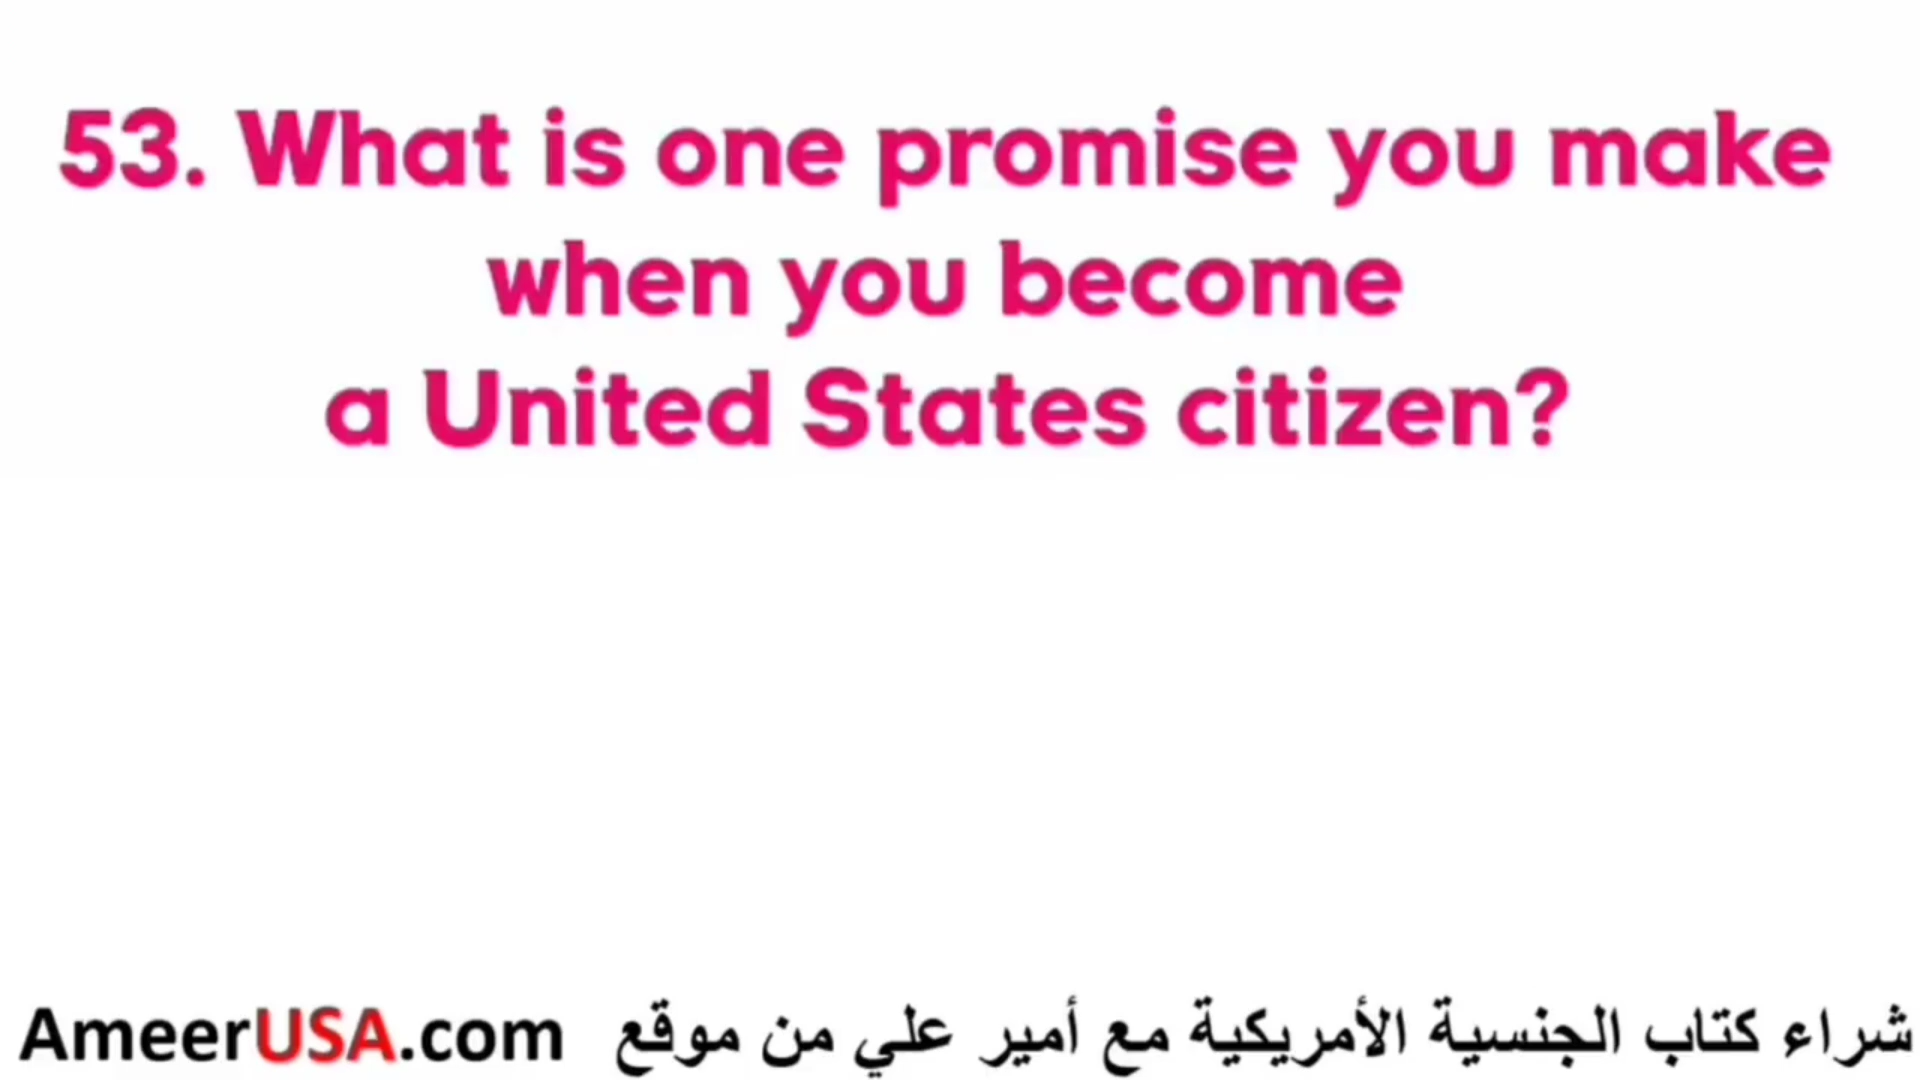 53. What is one promise you make
when you become
a United States citizen?
شراء كتاب الجنسية الأمريكية مع أمير علي من موقع AmeerUSA.com